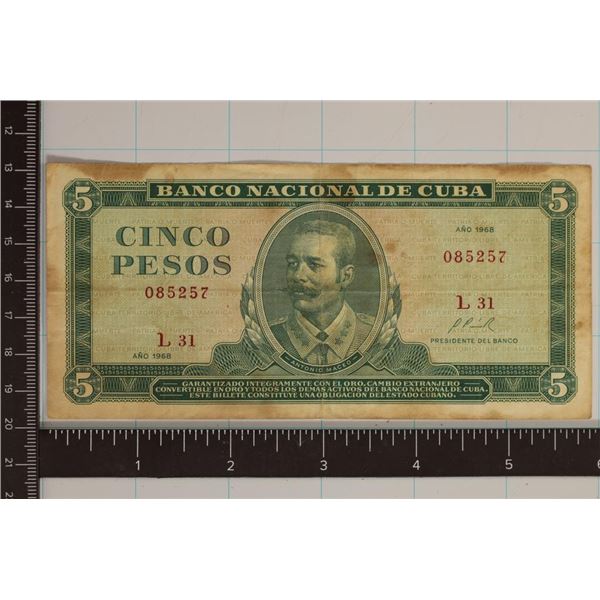 5 BANCO NACIONAL DE CUBA 5
CINCO
PESOS
085257
L 31
AÑO 1968
AÑO 1968
085257
L 31
PRESIDENTE DEL BANCO
ANTONIO MACEO
5 5
GARANTIZADO INTEGRAMENTE CON EL ORO, CAMBIO EXTRANJERO
CONVERTIBLE EN ORO Y TODOS LOS DEMAS ACTIVOS DEL BANCO NACIONAL DE CUBA.
ESTE BILLETE CONSTITUYE UNA OBLIGACION DEL ESTADO CUBANO.
12
13
14
15
16
17
18
19
20
21
1 2 3 4 5 6